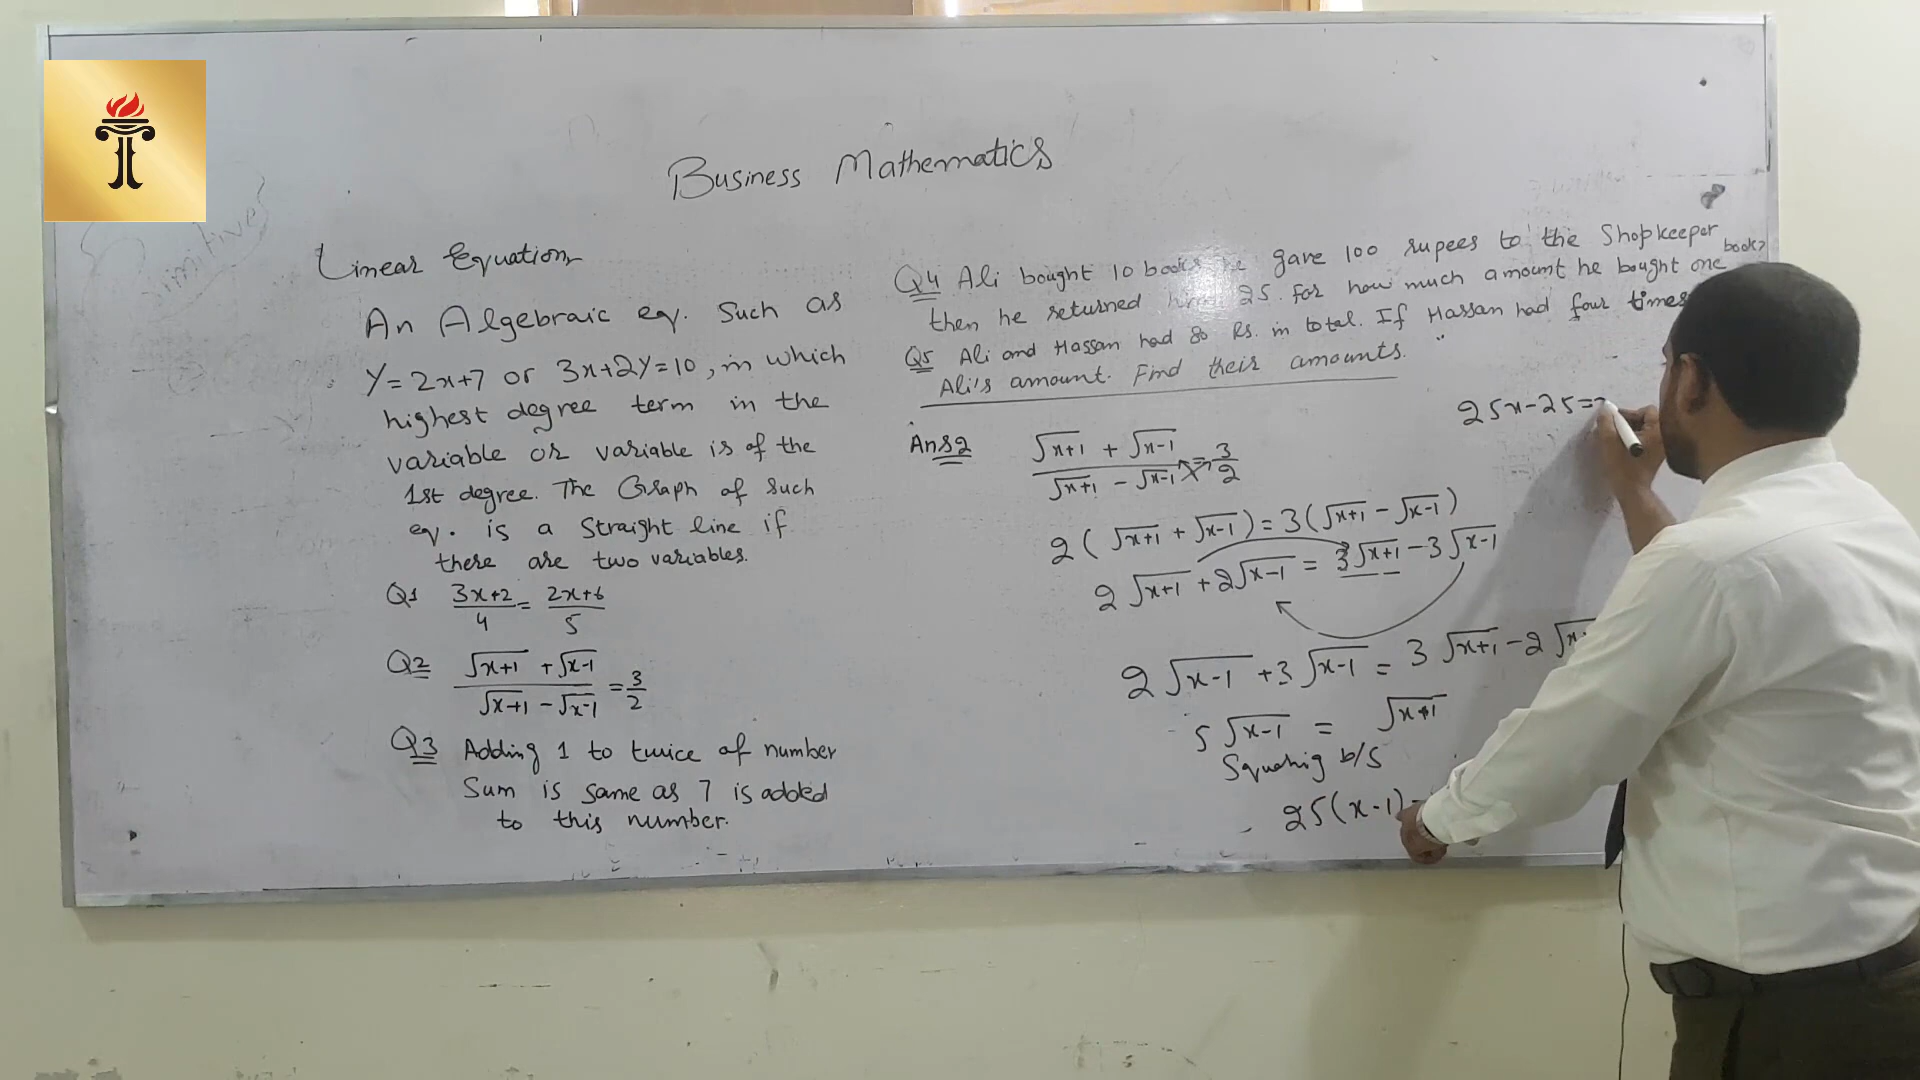 Business Mathematics
Linear Equation
An Algebraic eq. Such as
Y=2x+7 or 3x+2Y=10, in which
highest degree term in the
variable or variable is of the
1st degree. The Graph of such
eq. is a straight line if
there are two variables.
Q1 (3x+2)/4 = (2x+6)/5
Q2 (√(x+1) + √(x-1))/(√(x+1) - √(x-1)) = 3/2
Q3 Adding 1 to twice of number
Sum is same as 7 is added
to this number.
Q4 Ali bought 10 books he gave 100 rupees to the Shopkeeper
then he returned him 25. For how much amount he bought one book?
Q5 Ali and Hassan had 80 Rs. in total. If Hassan had four times
Ali's amount. Find their amounts.
Ans2 (√(x+1) + √(x-1))/(√(x+1) - √(x-1)) = 3/2
2(√(x+1) + √(x-1)) = 3(√(x+1) - √(x-1))
2√(x+1) + 2√(x-1) = 3√(x+1) - 3√(x-1)
2√(x-1) + 3√(x-1) = 3√(x+1) - 2√
5√(x-1) = √(x+1)
Squaring b/S
25(x-1) =
25x-25=